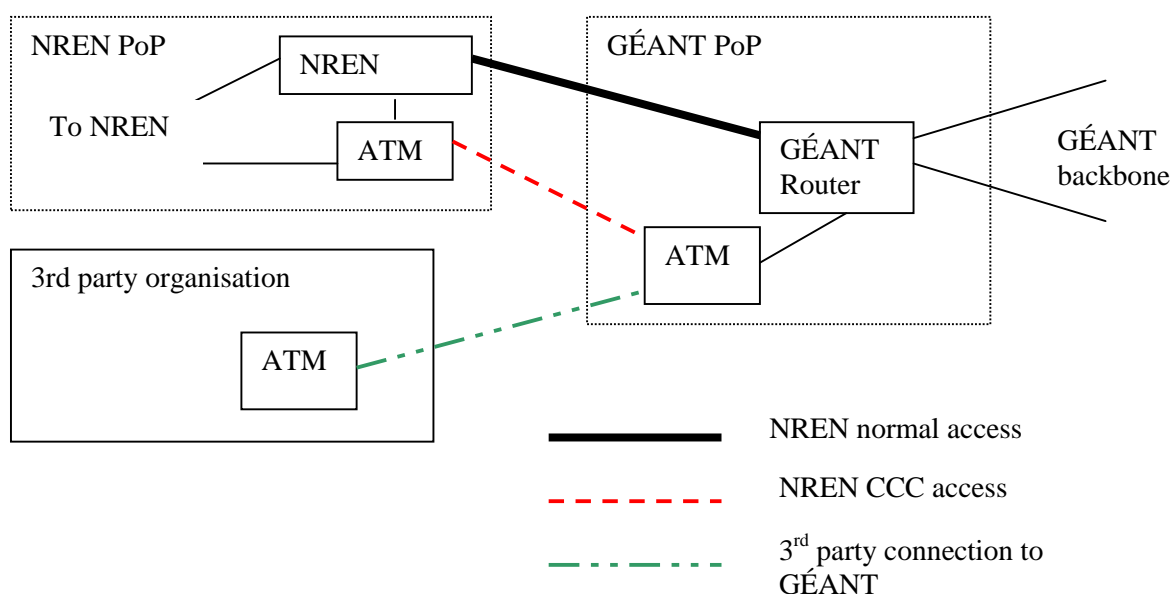 NREN PoP
NREN
To NREN
ATM
GÉANT PoP
GÉANT
Router
GÉANT
backbone
ATM
3rd party organisation
ATM
NREN normal access
NREN CCC access
3rd party connection to
GÉANT